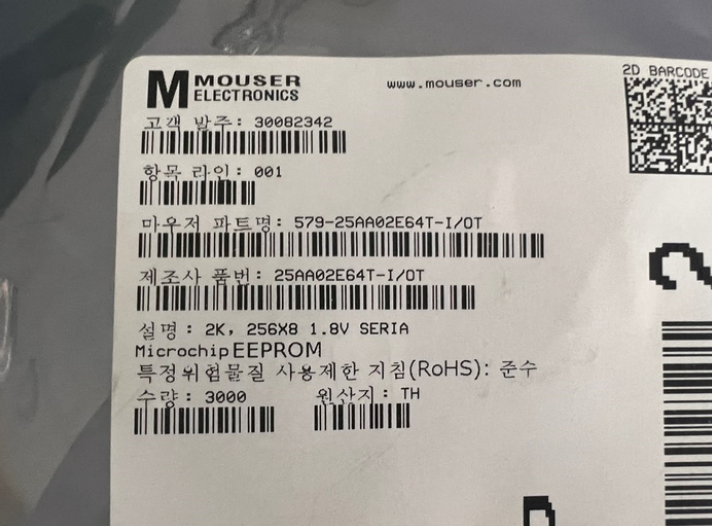 MOUSER
ELECTRONICS
www.mouser.com
2D BARCODE
고객 발주: 30082342
항목 라인: 001
마우저 파트명: 579-25AA02E64T-I/OT
제조사 품번: 25AA02E64T-I/OT
설명: 2K, 256X8 1.8V SERIA
Microchip EEPROM
특정위험물질 사용제한 지침(RoHS): 준수
수량: 3000 원산지: TH
2